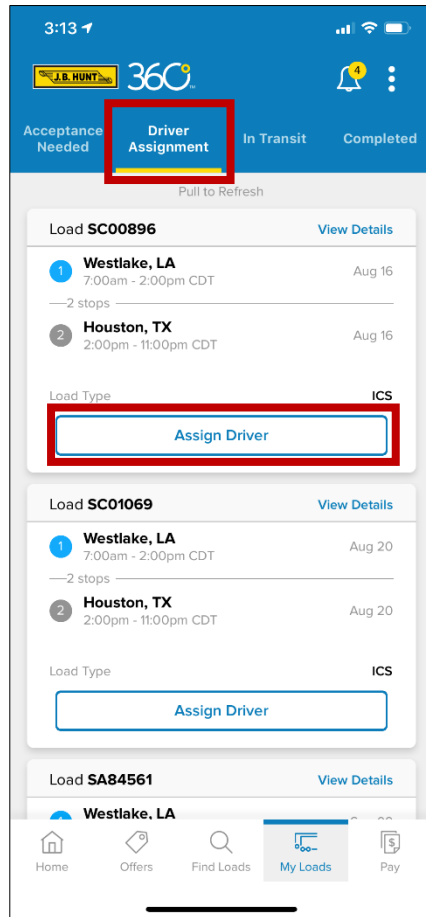 3:13
J.B. HUNT 360
4
Acceptance Needed
Driver Assignment
In Transit
Completed
Pull to Refresh
Load SC00896 View Details
1 Westlake, LA Aug 16
7:00am - 2:00pm CDT
2 stops
2 Houston, TX Aug 16
2:00pm - 11:00pm CDT
Load Type ICS
Assign Driver
Load SC01069 View Details
1 Westlake, LA Aug 20
7:00am - 2:00pm CDT
2 stops
2 Houston, TX Aug 20
2:00pm - 11:00pm CDT
Load Type ICS
Assign Driver
Load SA84561 View Details
Westlake, LA
Home Offers Find Loads My Loads Pay